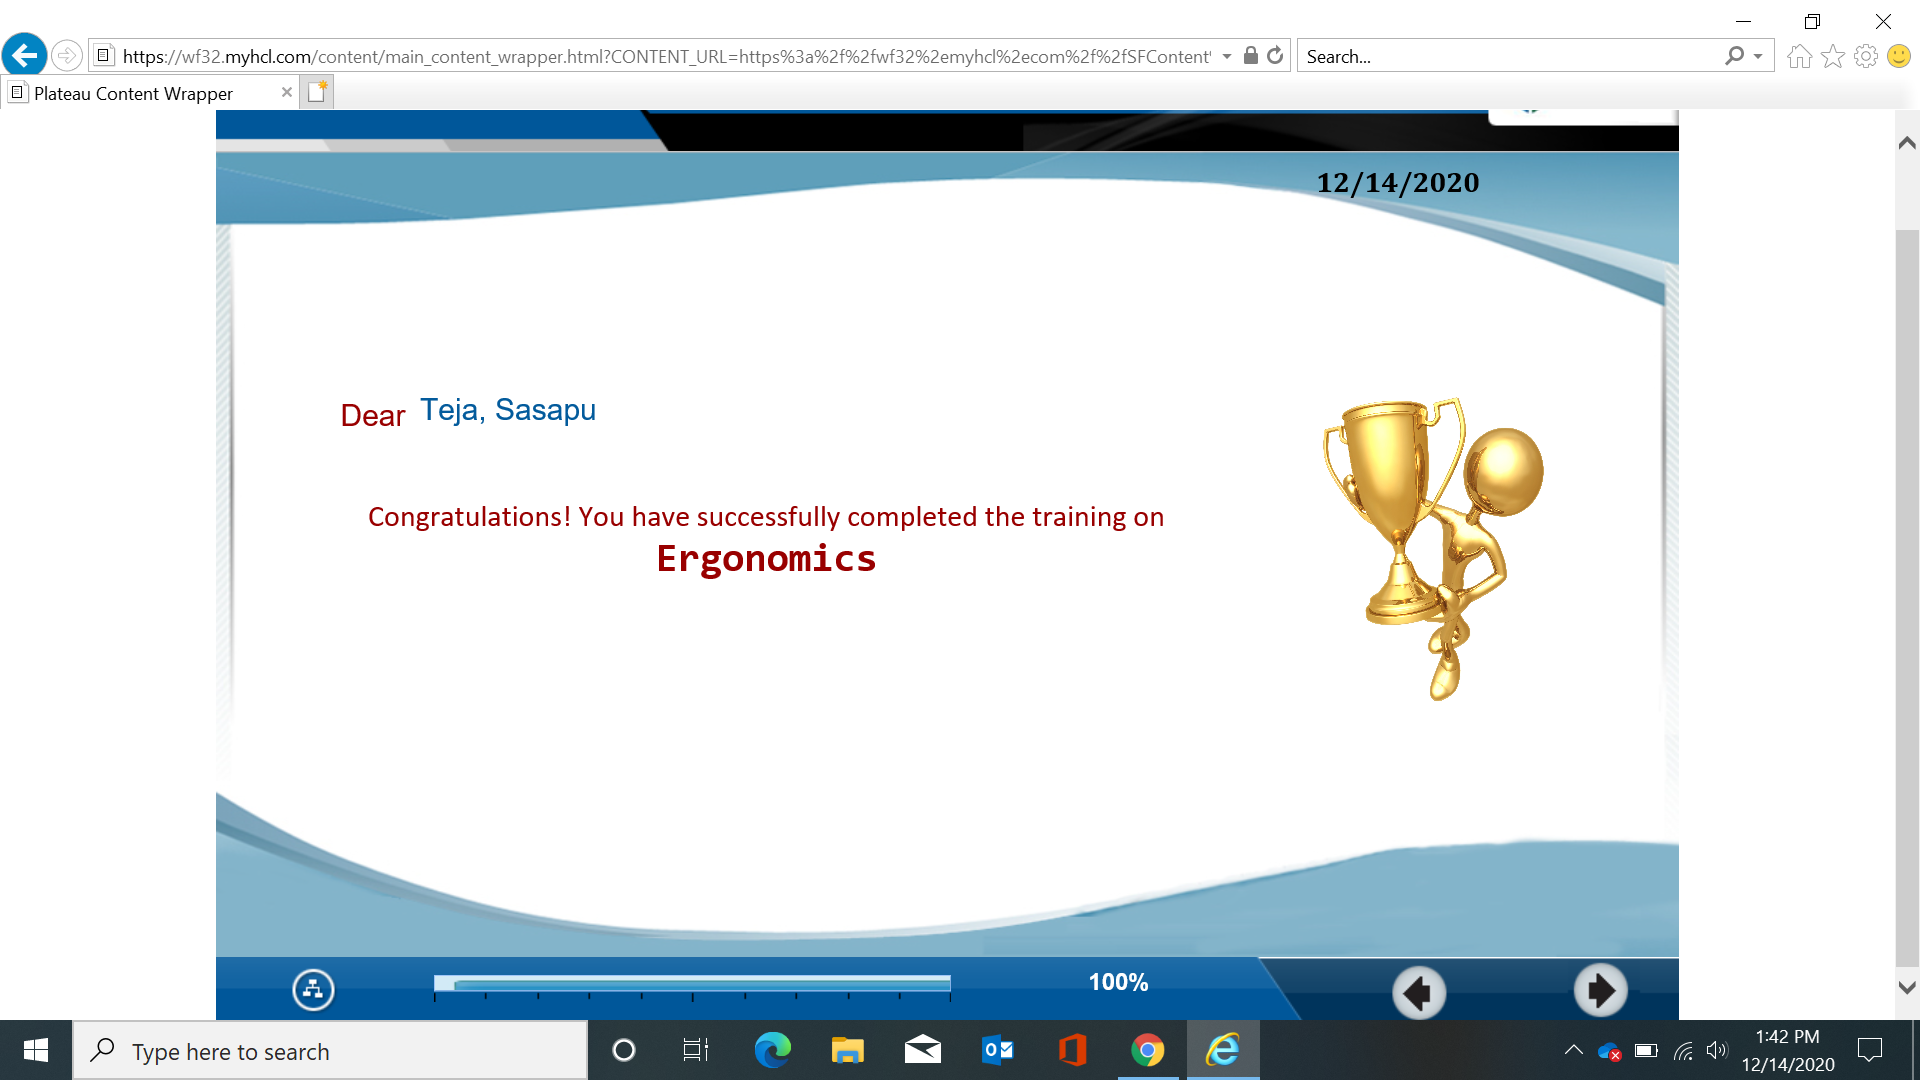 https://wf32.myhcl.com/content/main_content_wrapper.html?CONTENT_URL=https%3a%2f%2fwf32%2emyhcl%2ecom%2f%2fSFContent
Search...
Plateau Content Wrapper
12/14/2020
Dear Teja, Sasapu
Congratulations! You have successfully completed the training on
Ergonomics
100%
Type here to search
1:42 PM
12/14/2020